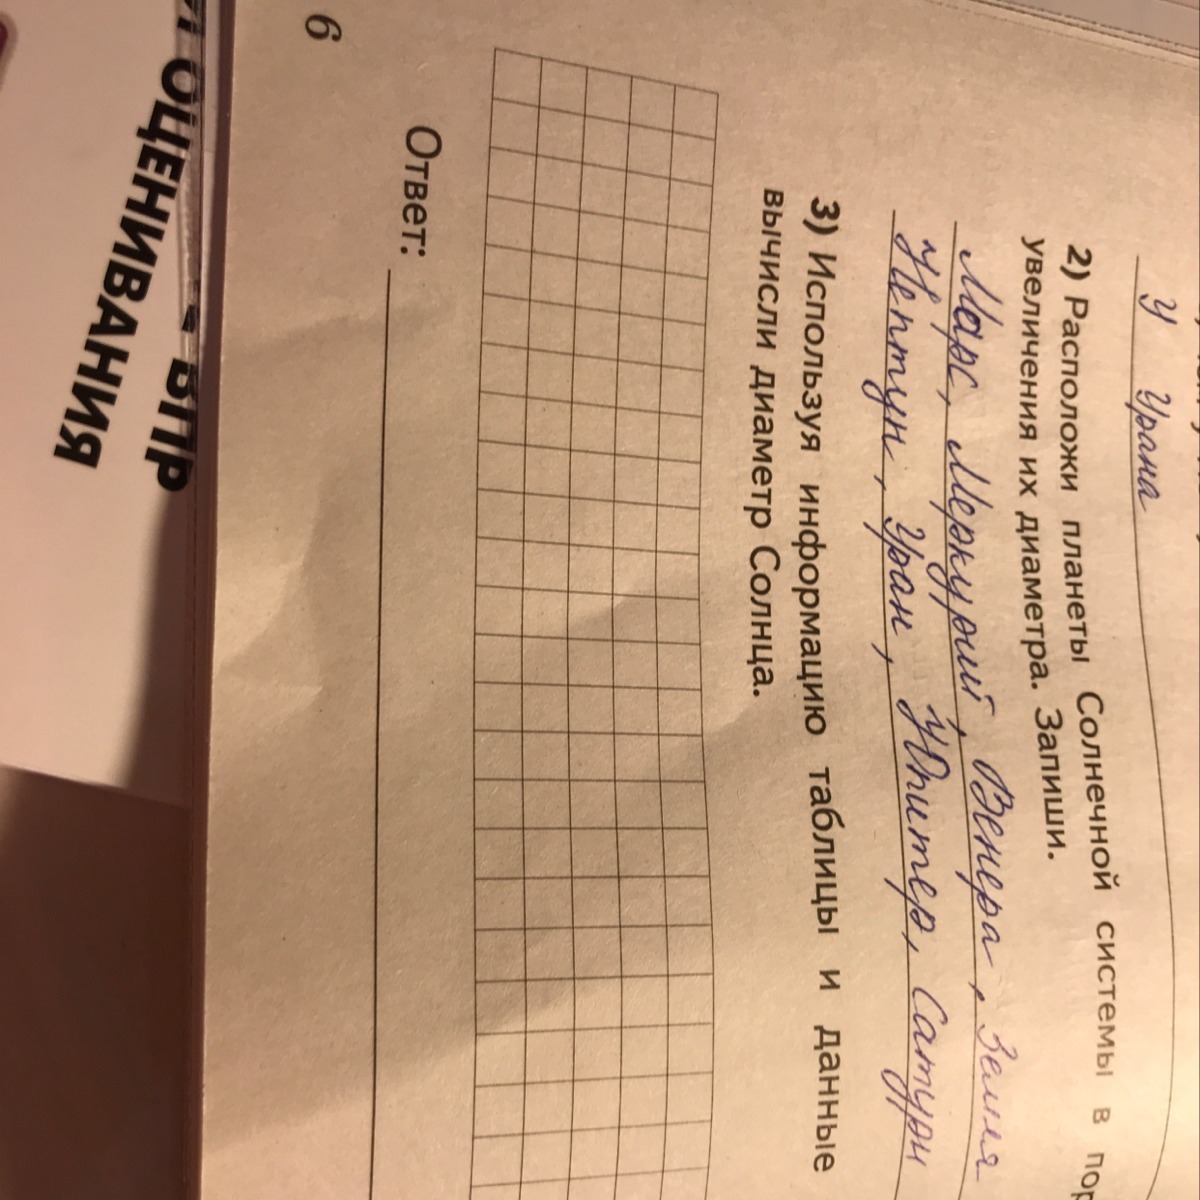 У Урана
2) Расположи планеты Солнечной системы в пор
увеличения их диаметра. Запиши.
Марс, Меркурий, Венера, Земля
Нептун, Уран, Юпитер, Сатурн
3) Используя информацию таблицы и данные
вычисли диаметр Солнца.
Ответ:
6
ОЦЕНИВАНИЯ
ВПР
ОЦЕНИВАНИЯ